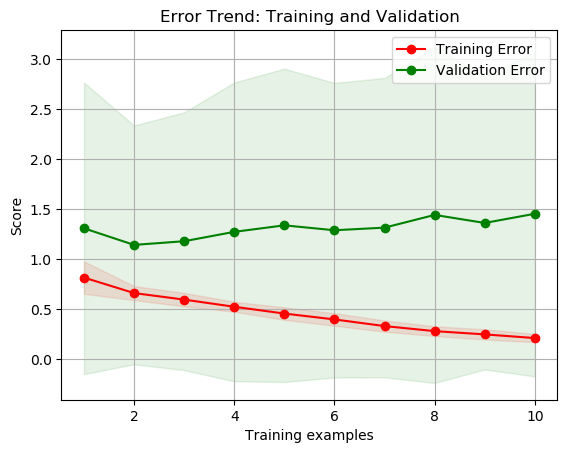 Error Trend: Training and Validation
Training Error
Validation Error
Score
3.0
2.5
2.0
1.5
1.0
0.5
0.0
2
4
6
8
10
Training examples